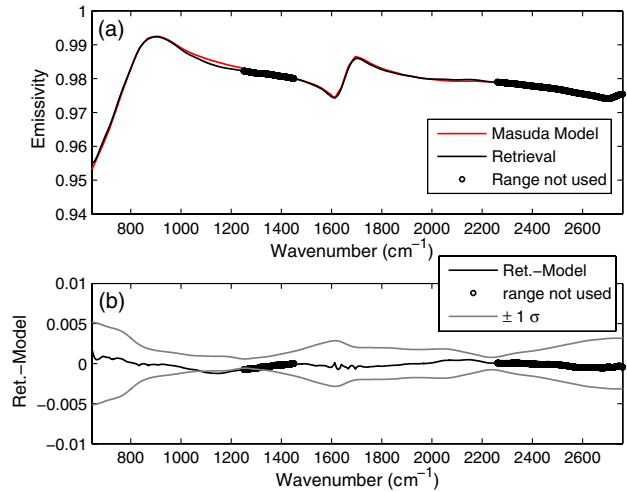 (a)
1
0.99
0.98
0.97
0.96
0.95
0.94
Emissivity
Masuda Model
Retrieval
Range not used
800 1000 1200 1400 1600 1800 2000 2200 2400 2600
Wavenumber (cm⁻¹)
(b)
0.01
0.005
0
−0.005
−0.01
Ret.−Model
Ret.−Model
range not used
± 1 σ
800 1000 1200 1400 1600 1800 2000 2200 2400 2600
Wavenumber (cm⁻¹)